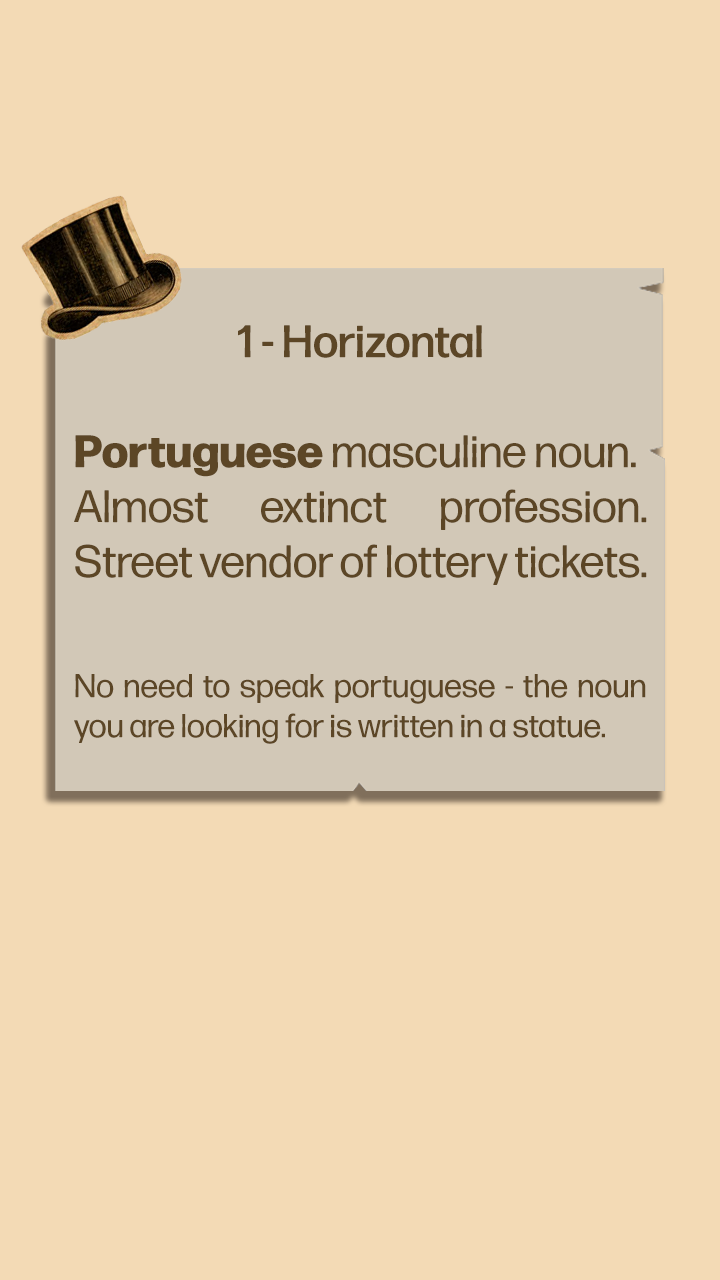 1 - Horizontal
Portuguese masculine noun.
Almost extinct profession.
Street vendor of lottery tickets.
No need to speak portuguese - the noun
you are looking for is written in a statue.